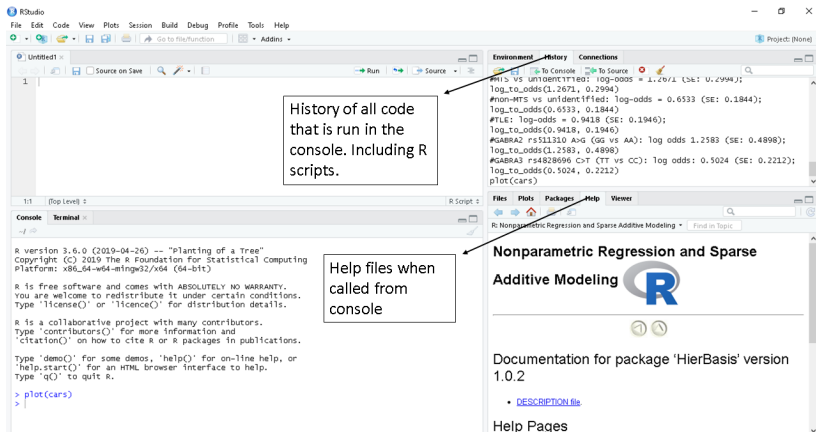 RStudio
File Edit Code View Plots Session Build Debug Profile Tools Help
Go to file/function Addins
Project: (None)
Untitled1
Source on Save Run Source
1
1:1 (Top Level) R Script
Console Terminal
~/
R version 3.6.0 (2019-04-26) -- "Planting of a Tree"
Copyright (C) 2019 The R Foundation for Statistical Computing
Platform: x86_64-w64-mingw32/x64 (64-bit)
R is free software and comes with ABSOLUTELY NO WARRANTY.
You are welcome to redistribute it under certain conditions.
Type 'license()' or 'licence()' for distribution details.
R is a collaborative project with many contributors.
Type 'contributors()' for more information and
'citation()' on how to cite R or R packages in publications.
Type 'demo()' for some demos, 'help()' for on-line help, or
'help.start()' for an HTML browser interface to help.
Type 'q()' to quit R.
> plot(cars)
>
History of all code
that is run in the
console. Including R
scripts.
Help files when
called from
console
Environment History Connections
To Console To Source
#MTS vs unidentified: log-odds = 1.2671 (SE: 0.2994);
log_to_odds(1.2671, 0.2994)
#non-MTS vs unidentified: log-odds = 0.6533 (SE: 0.1844);
log_to_odds(0.6533, 0.1844)
#TLE: log-odds = 0.9418 (SE: 0.1946);
log_to_odds(0.9418, 0.1946)
#GABRA2 rs511310 A>G (GG vs AA): log odds 1.2583 (SE: 0.4898);
log_to_odds(1.2583, 0.4898)
#GABRA3 rs4828696 C>T (TT vs CC): log odds: 0.5024 (SE: 0.2212);
log_to_odds(0.5024, 0.2212)
plot(cars)
Files Plots Packages Help Viewer
R: Nonparametric Regression and Sparse Additive Modeling Find in Topic
Nonparametric Regression and Sparse
Additive Modeling R
Documentation for package 'HierBasis' version
1.0.2
DESCRIPTION file.
Help Pages